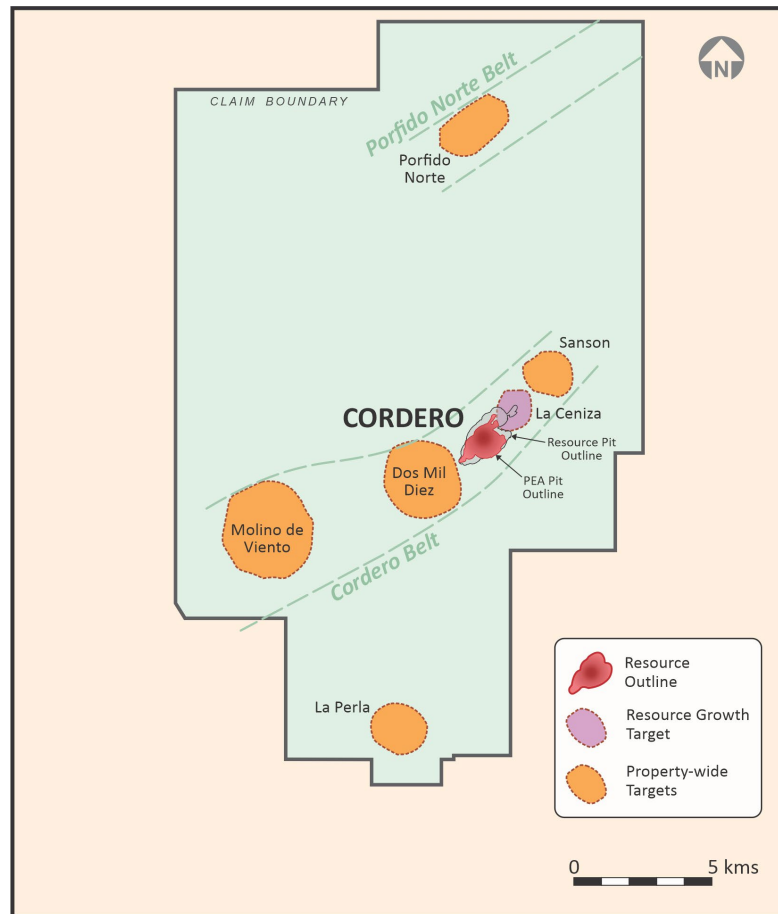 N
CLAIM BOUNDARY
Porfido Norte Belt
Porfido
Norte
Sanson
CORDERO
La Ceniza
Resource Pit
Outline
PEA Pit
Outline
Dos Mil
Diez
Molino de
Viento
Cordero Belt
La Perla
Resource
Outline
Resource Growth
Target
Property-wide
Targets
0 5 kms